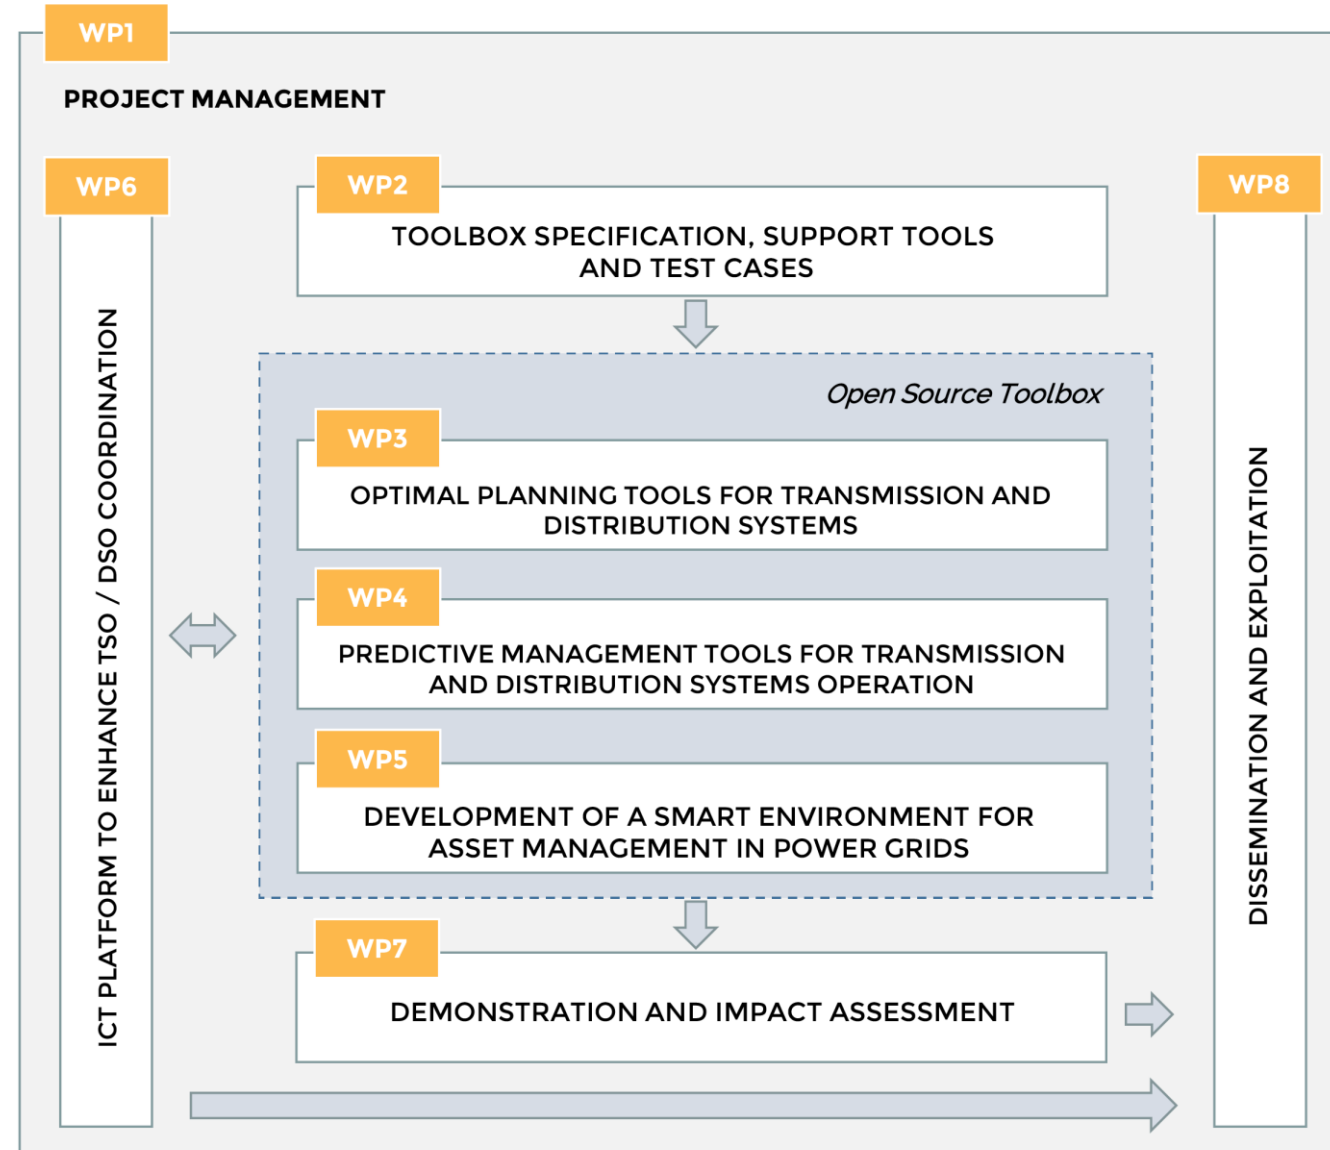 WP1
PROJECT MANAGEMENT
WP6
ICT PLATFORM TO ENHANCE TSO / DSO COORDINATION
WP2
TOOLBOX SPECIFICATION, SUPPORT TOOLS
AND TEST CASES
Open Source Toolbox
WP3
OPTIMAL PLANNING TOOLS FOR TRANSMISSION AND
DISTRIBUTION SYSTEMS
WP4
PREDICTIVE MANAGEMENT TOOLS FOR TRANSMISSION
AND DISTRIBUTION SYSTEMS OPERATION
WP5
DEVELOPMENT OF A SMART ENVIRONMENT FOR
ASSET MANAGEMENT IN POWER GRIDS
WP7
DEMONSTRATION AND IMPACT ASSESSMENT
WP8
DISSEMINATION AND EXPLOITATION